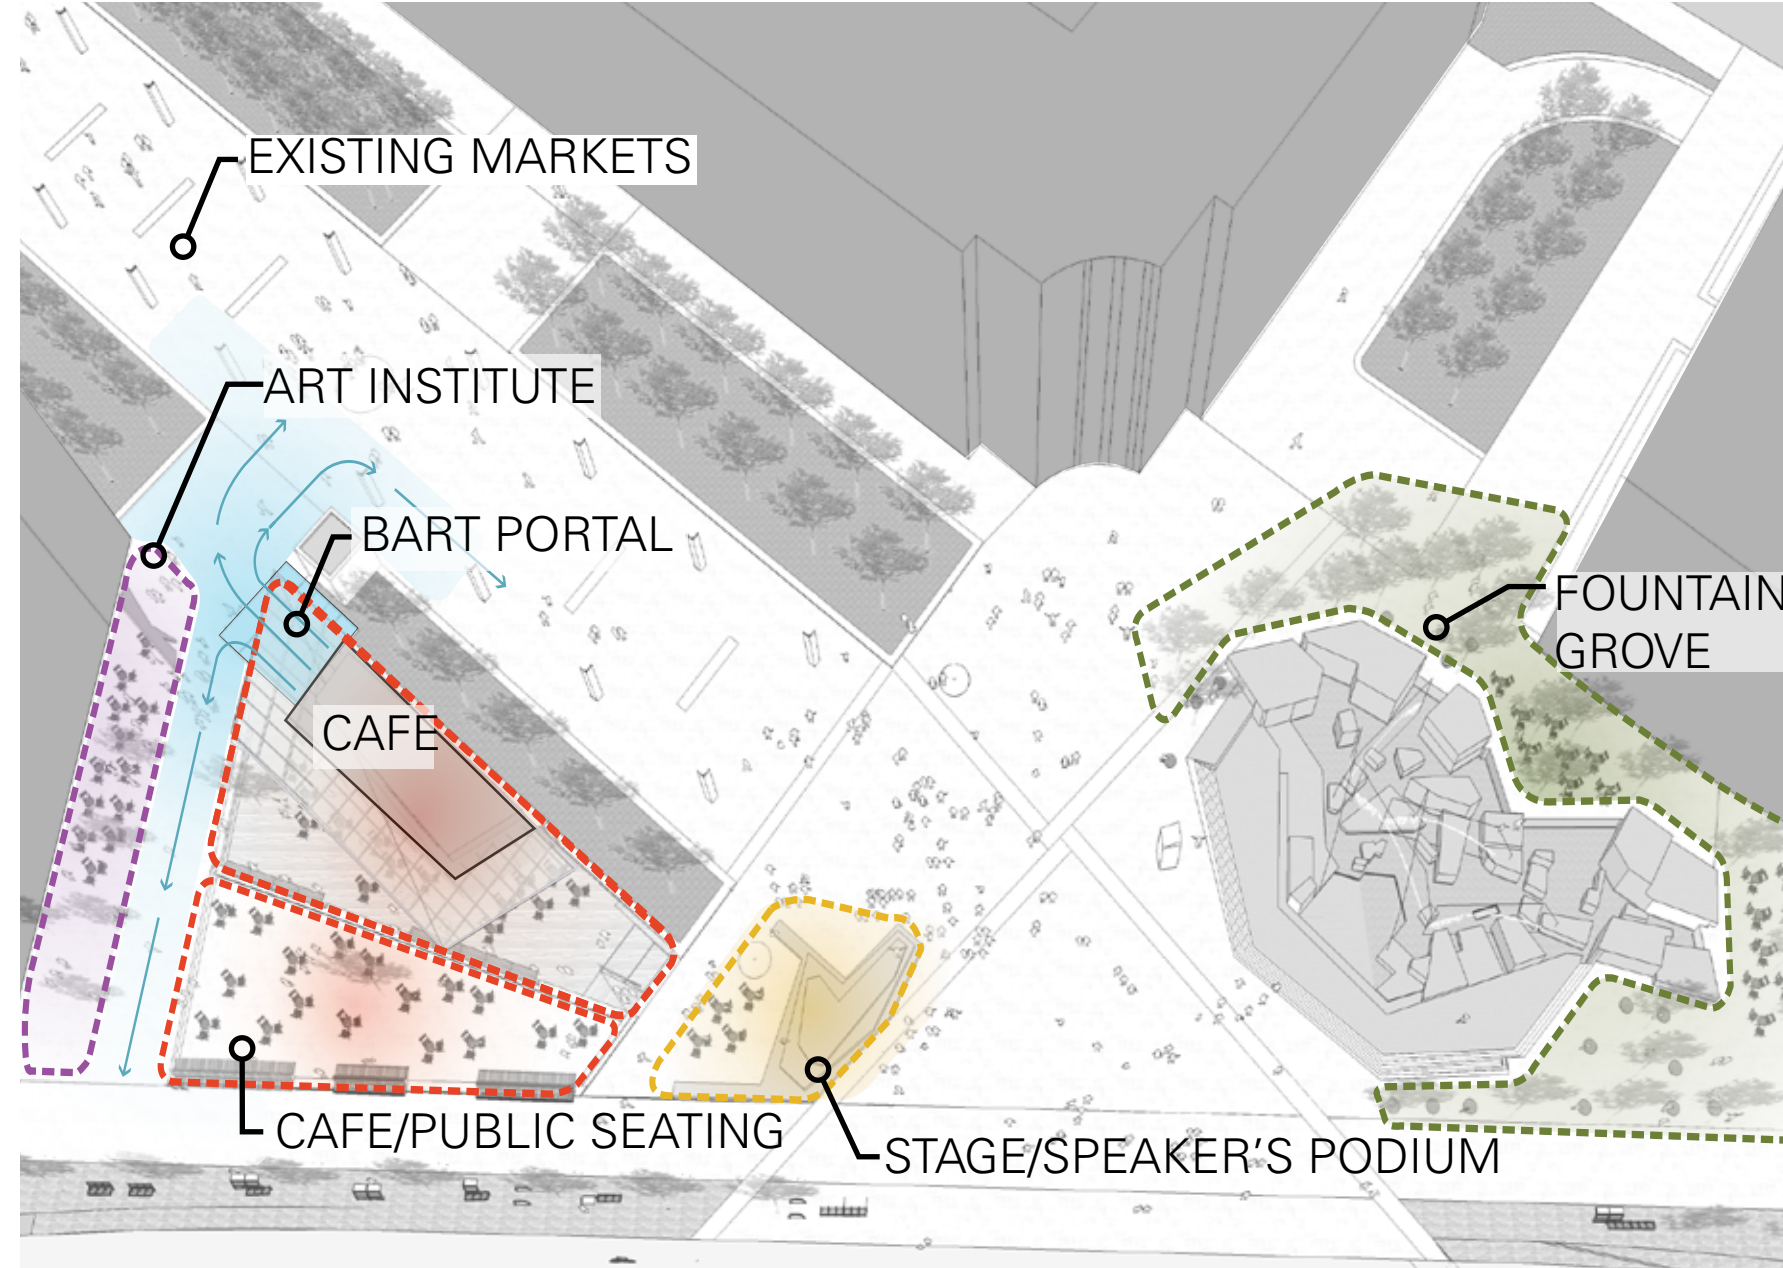 EXISTING MARKETS
ART INSTITUTE
BART PORTAL
FOUNTAIN
GROVE
CAFE
CAFE/PUBLIC SEATING
STAGE/SPEAKER'S PODIUM